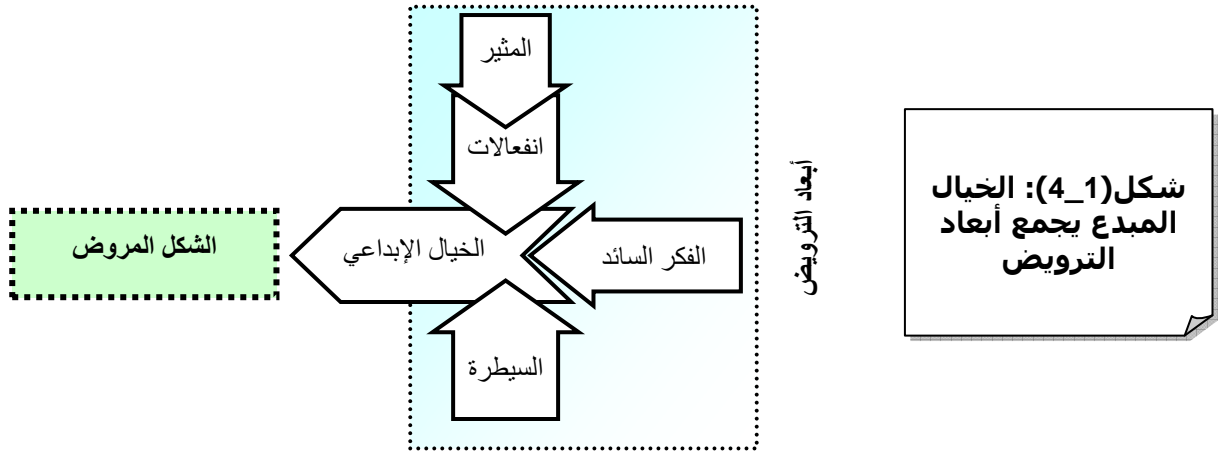 شكل(1_4): الخيال
المبدع يجمع أبعاد
الترويض
أبعاد الترويض
المثير
انفعالات
الفكر السائد
الخيال الإبداعي
السيطرة
الشكل المروض